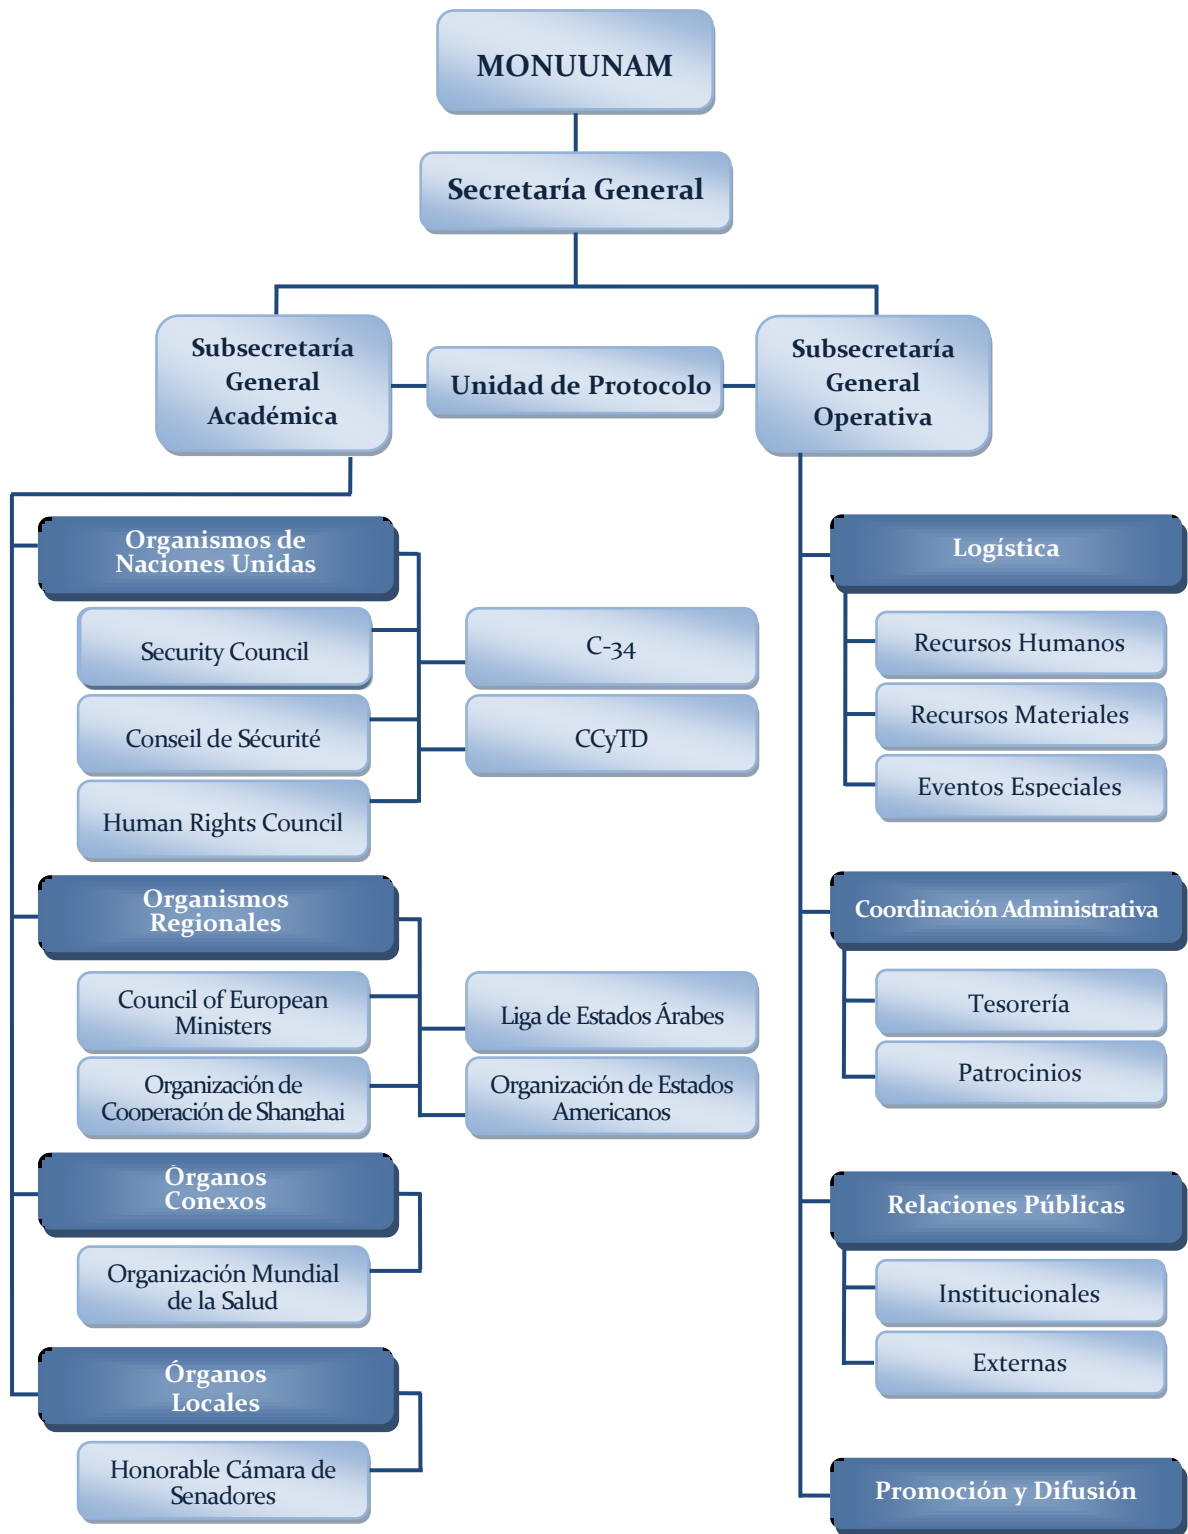 MONUUNAM
Secretaría General
Subsecretaría
General
Académica
Unidad de Protocolo
Subsecretaría
General
Operativa
Organismos de
Naciones Unidas
Security Council
Conseil de Sécurité
Human Rights Council
C-34
CCyTD
Organismos
Regionales
Council of European
Ministers
Organización de
Cooperación de Shanghai
Liga de Estados Árabes
Organización de Estados
Americanos
Órganos
Conexos
Organización Mundial
de la Salud
Órganos
Locales
Honorable Cámara de
Senadores
Logística
Recursos Humanos
Recursos Materiales
Eventos Especiales
Coordinación Administrativa
Tesorería
Patrocinios
Relaciones Públicas
Institucionales
Externas
Promoción y Difusión